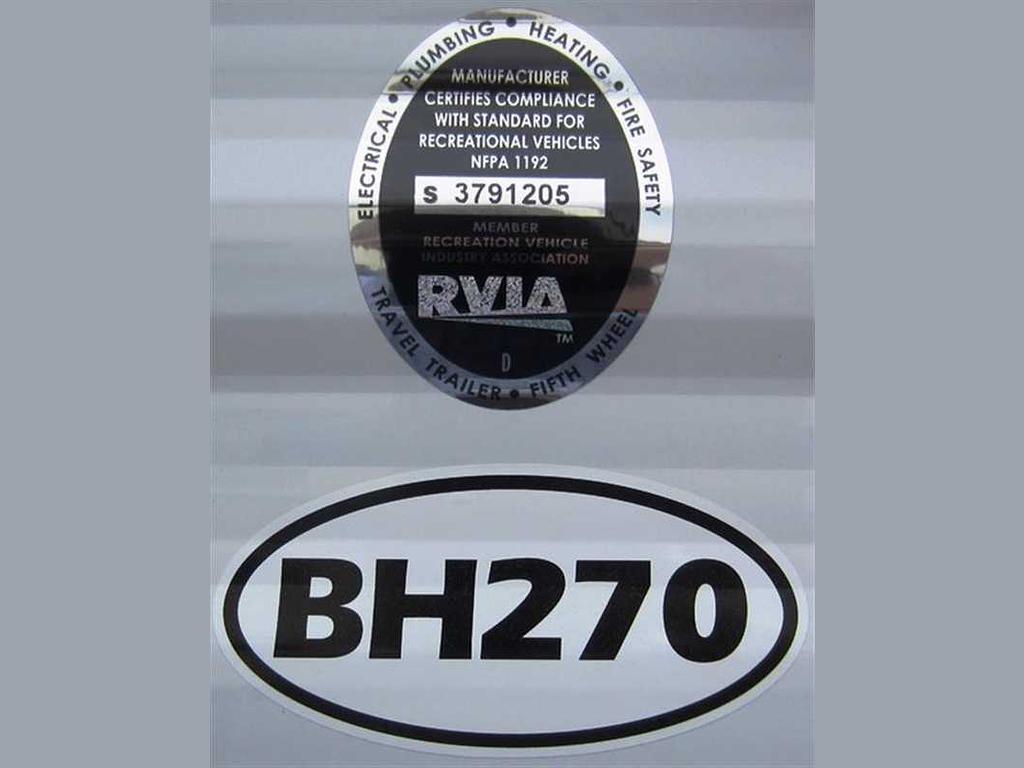 ELECTRICAL • PLUMBING • HEATING • FIRE SAFETY
MANUFACTURER
CERTIFIES COMPLIANCE
WITH STANDARD FOR
RECREATIONAL VEHICLES
NFPA 1192
S 3791205
MEMBER
RECREATION VEHICLE
INDUSTRY ASSOCIATION
RVIA
TM
D
TRAVEL TRAILER • FIFTH WHEEL
BH270